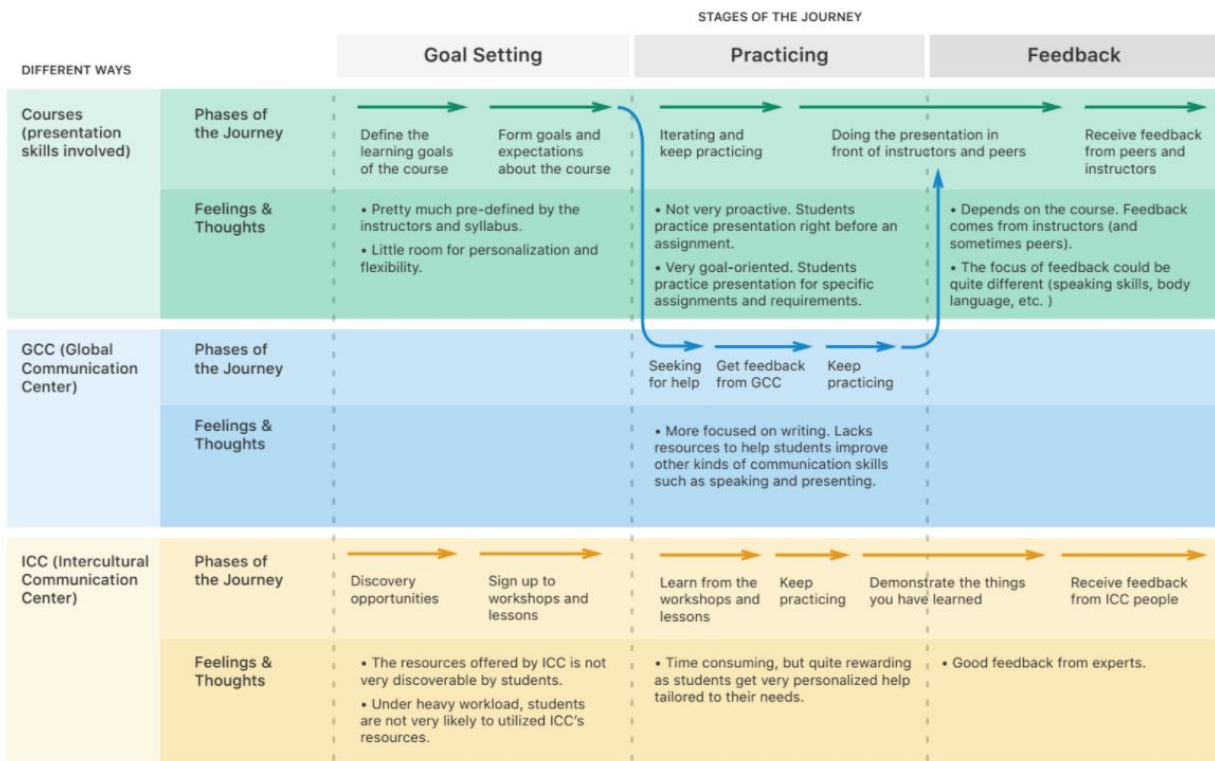 STAGES OF THE JOURNEY
DIFFERENT WAYS
Goal Setting
Practicing
Feedback
Courses
(presentation
skills involved)
Phases of
the Journey
Define the
learning goals
of the course
Form goals and
expectations
about the course
Iterating and
keep practicing
Doing the presentation in
front of instructors and peers
Receive feedback
from peers and
instructors
Feelings &
Thoughts
• Pretty much pre-defined by the
instructors and syllabus.
• Little room for personalization and
flexibility.
• Not very proactive. Students
practice presentation right before an
assignment.
• Very goal-oriented. Students
practice presentation for specific
assignments and requirements.
• Depends on the course. Feedback
comes from instructors (and
sometimes peers).
• The focus of feedback could be
quite different (speaking skills, body
language, etc. )
GCC (Global
Communication
Center)
Phases of
the Journey
Seeking
for help
Get feedback
from GCC
Keep
practicing
Feelings &
Thoughts
• More focused on writing. Lacks
resources to help students improve
other kinds of communication skills
such as speaking and presenting.
ICC (Intercultural
Communication
Center)
Phases of
the Journey
Discovery
opportunities
Sign up to
workshops and
lessons
Learn from the
workshops and
lessons
Keep
practicing
Demonstrate the things
you have learned
Receive feedback
from ICC people
Feelings &
Thoughts
• The resources offered by ICC is not
very discoverable by students.
• Under heavy workload, students
are not very likely to utilized ICC's
resources.
• Time consuming, but quite rewarding
as students get very personalized help
tailored to their needs.
• Good feedback from experts.